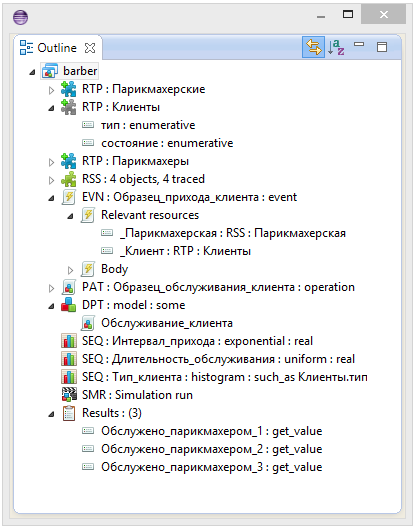 Outline
barber
RTP : Парикмахерские
RTP : Клиенты
тип : enumerative
состояние : enumerative
RTP : Парикмахеры
RSS : 4 objects, 4 traced
EVN : Образец_прихода_клиента : event
Relevant resources
_Парикмахерская : RSS : Парикмахерская
_Клиент : RTP : Клиенты
Body
PAT : Образец_обслуживания_клиента : operation
DPT : model : some
Обслуживание_клиента
SEQ : Интервал_прихода : exponential : real
SEQ : Длительность_обслуживания : uniform : real
SEQ : Тип_клиента : histogram : such_as Клиенты.тип
SMR : Simulation run
Results : (3)
Обслужено_парикмахером_1 : get_value
Обслужено_парикмахером_2 : get_value
Обслужено_парикмахером_3 : get_value